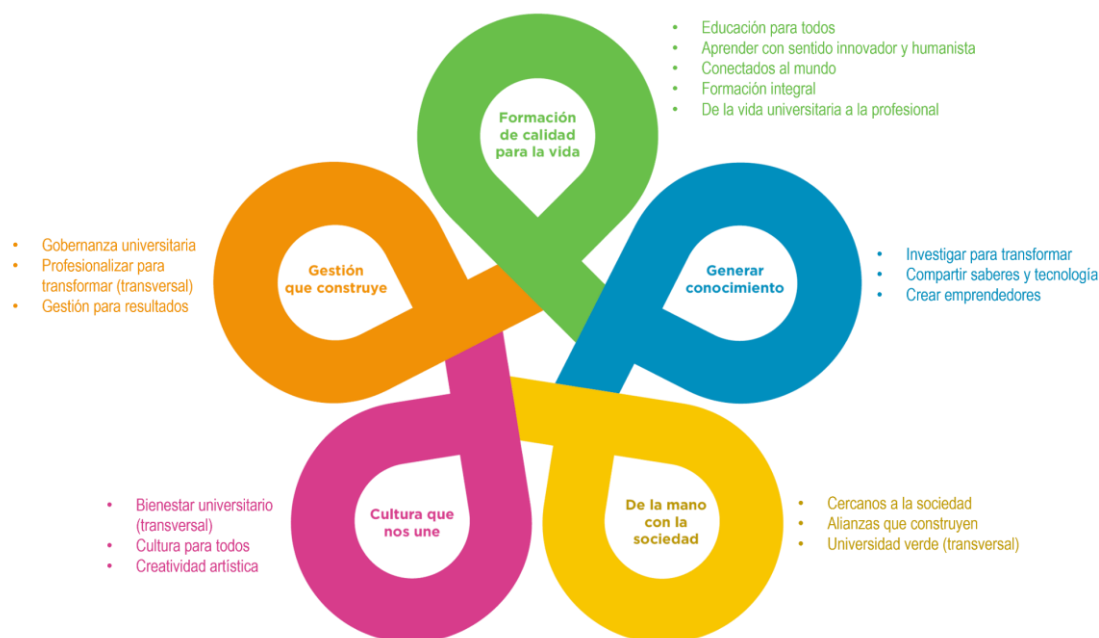 • Educación para todos
• Aprender con sentido innovador y humanista
• Conectados al mundo
• Formación integral
• De la vida universitaria a la profesional
Formación
de calidad
para la vida
• Gobernanza universitaria
• Profesionalizar para
transformar (transversal)
• Gestión para resultados
Gestión
que construye
Generar
conocimiento
• Investigar para transformar
• Compartir saberes y tecnología
• Crear emprendedores
• Bienestar universitario
(transversal)
• Cultura para todos
• Creatividad artística
Cultura que
nos une
De la mano
con la
sociedad
• Cercanos a la sociedad
• Alianzas que construyen
• Universidad verde (transversal)